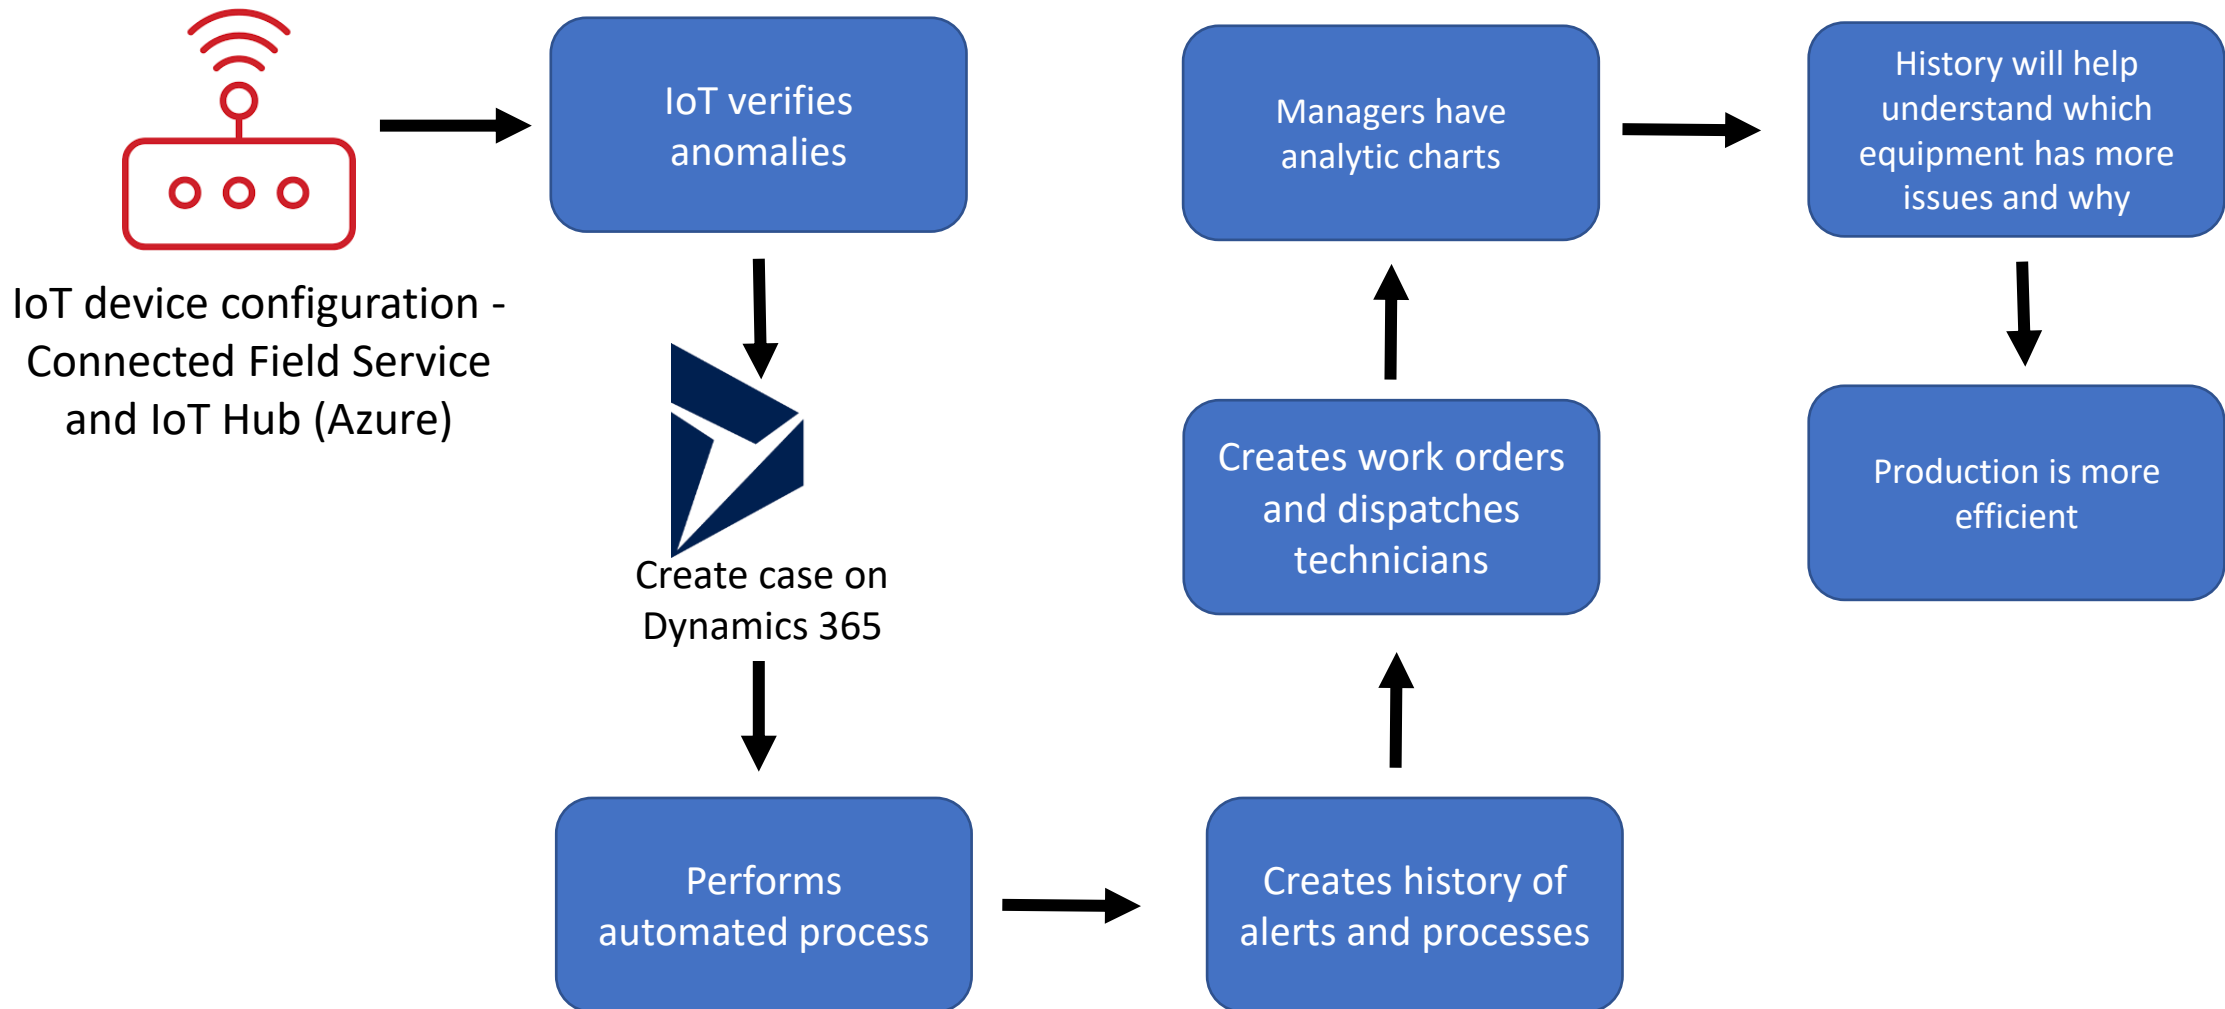 IoT device configuration -
Connected Field Service
and IoT Hub (Azure)
IoT verifies
anomalies
Create case on
Dynamics 365
Performs
automated process
Creates history of
alerts and processes
Creates work orders
and dispatches
technicians
Managers have
analytic charts
History will help
understand which
equipment has more
issues and why
Production is more
efficient